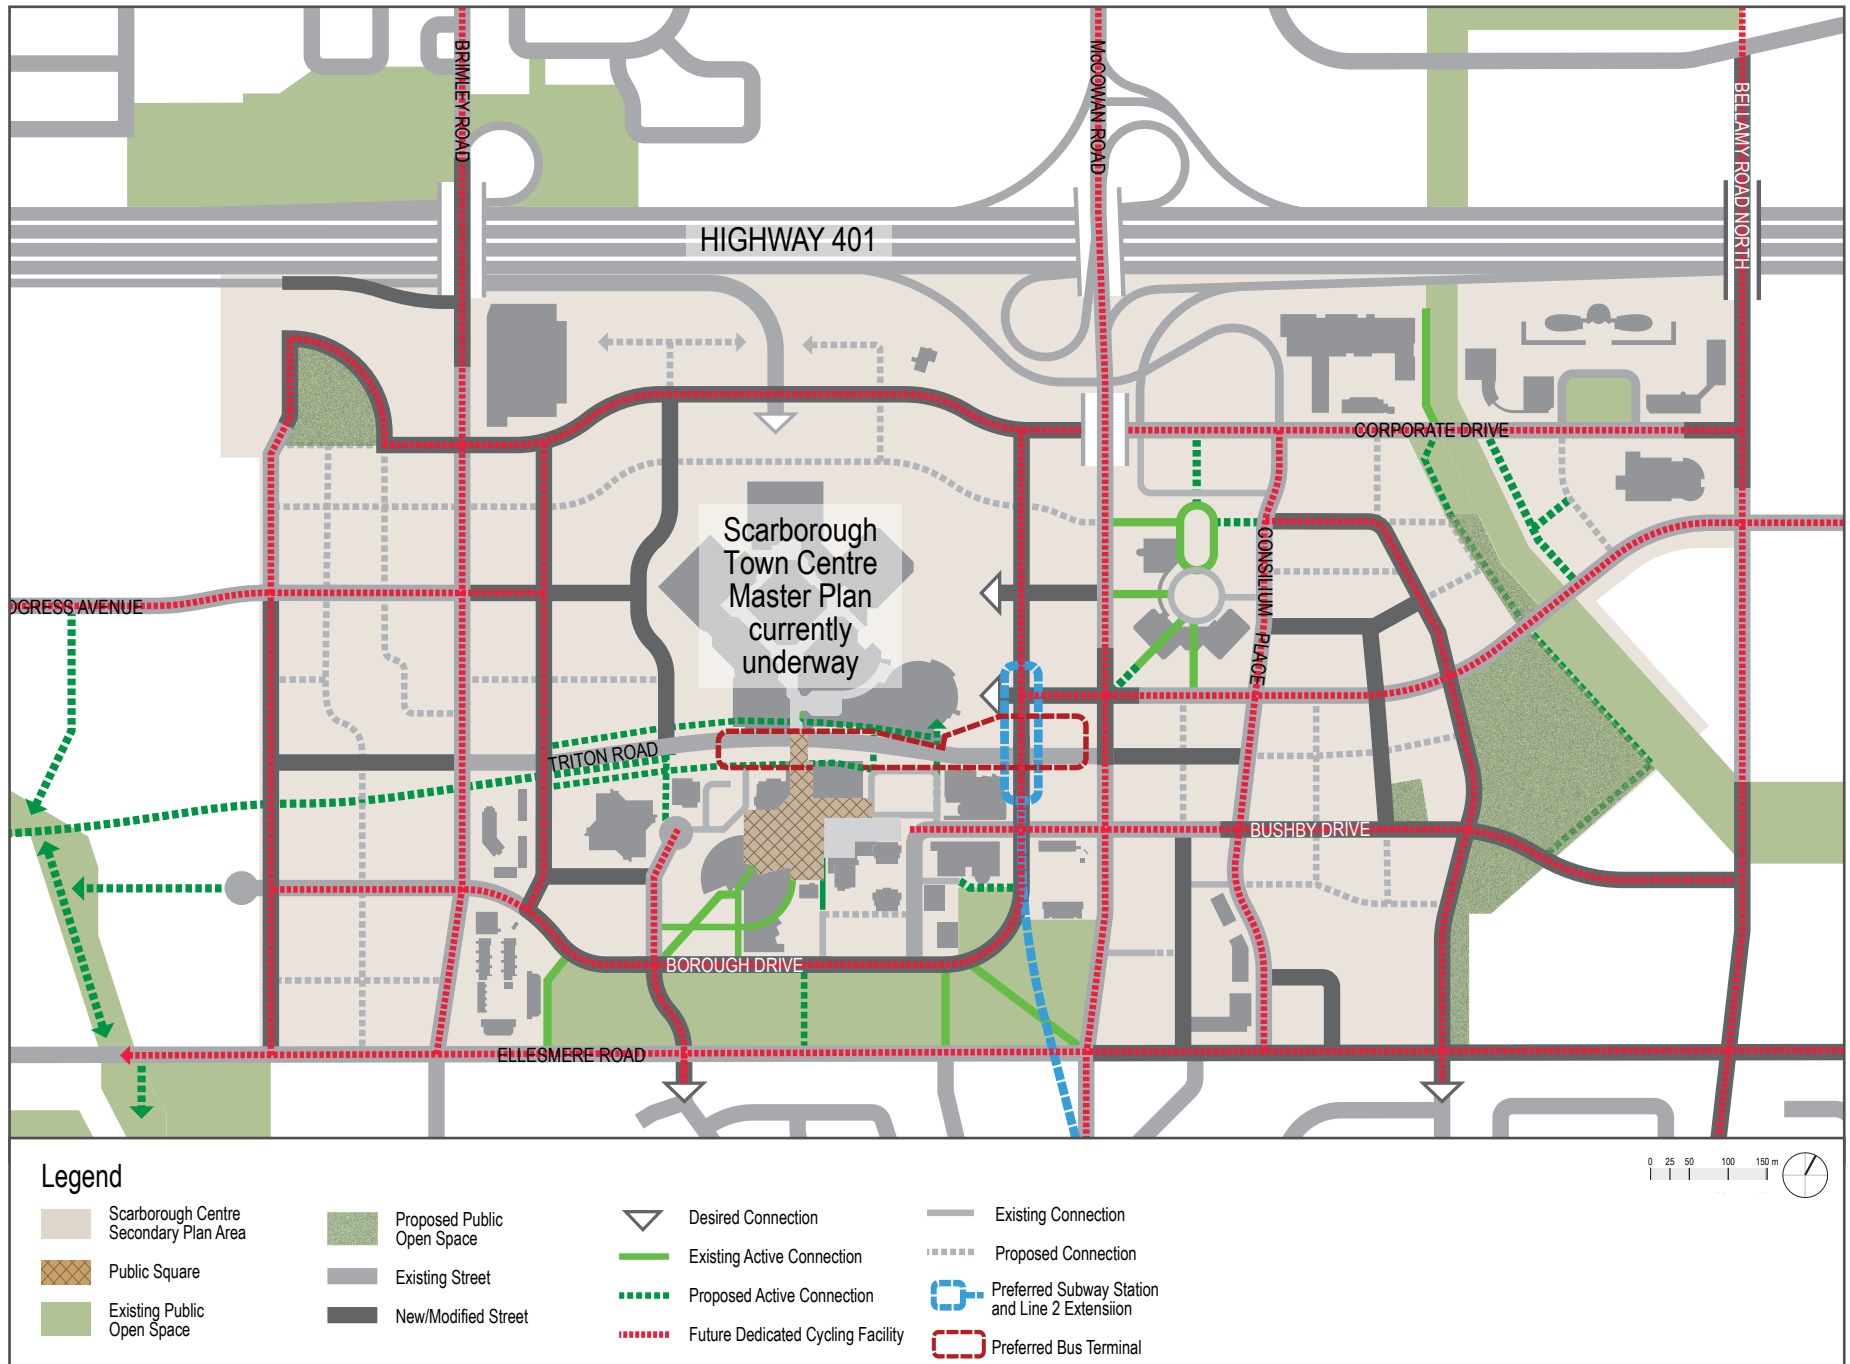 BRIMLEY ROAD
McCOWAN ROAD
BELLAMY ROAD NORTH
HIGHWAY 401
CORPORATE DRIVE
Scarborough
Town Centre
Master Plan
currently
underway
CONSILIUM PLACE
OGRESS AVENUE
TRITON ROAD
BUSHBY DRIVE
BOROUGH DRIVE
ELLESMERE ROAD
Legend
Scarborough Centre
Secondary Plan Area
Public Square
Existing Public
Open Space
Proposed Public
Open Space
Existing Street
New/Modified Street
Desired Connection
Existing Active Connection
Proposed Active Connection
Future Dedicated Cycling Facility
Existing Connection
Proposed Connection
Preferred Subway Station
and Line 2 Extensiion
Preferred Bus Terminal
0 25 50 100 150 m